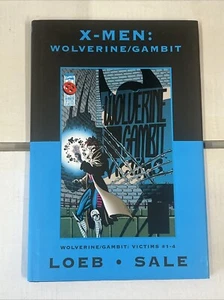 X-MEN:
WOLVERINE/GAMBIT
WOLVERINE
GAMBIT
WOLVERINE/GAMBIT: VICTIMS #1-4
LOEB • SALE